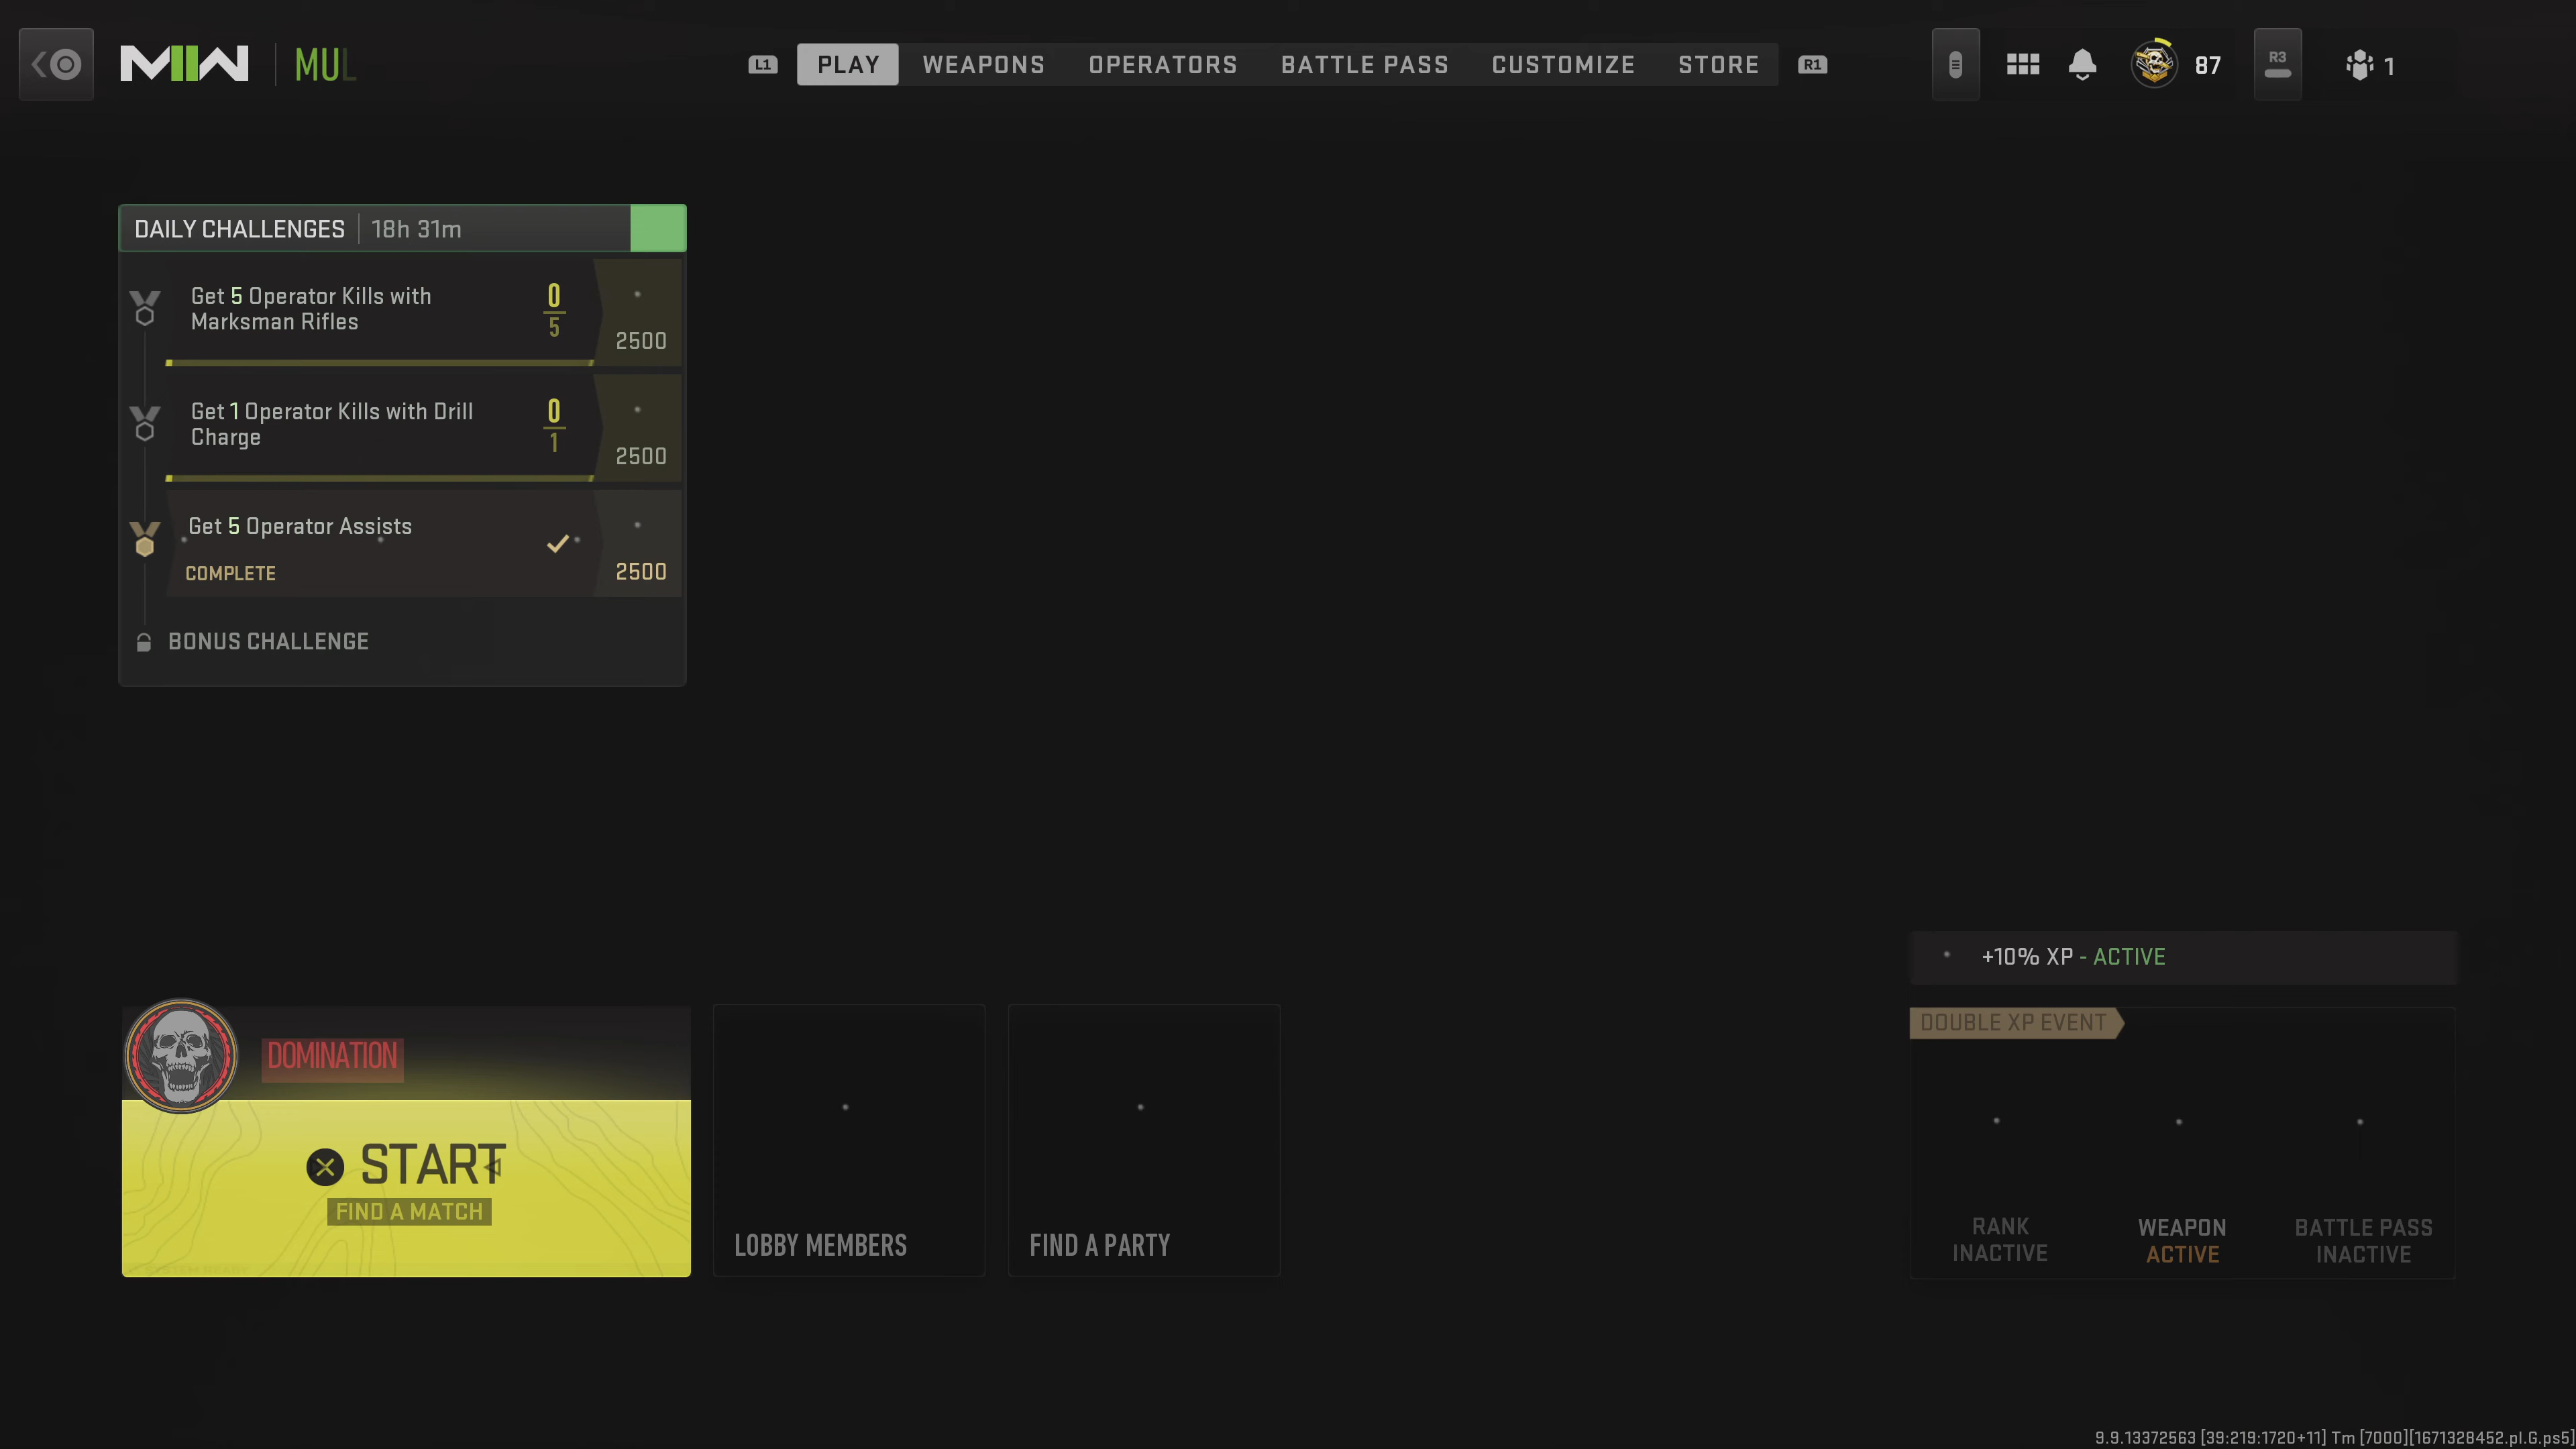 MIIW
MUL
L1
PLAY
WEAPONS
OPERATORS
BATTLE PASS
CUSTOMIZE
STORE
R1
87
R3
1
DAILY CHALLENGES
18h 31m
Get 5 Operator Kills with
Marksman Rifles
0
5
2500
Get 1 Operator Kills with Drill
Charge
0
1
2500
Get 5 Operator Assists
COMPLETE
2500
BONUS CHALLENGE
+10% XP - ACTIVE
DOMINATION
START
FIND A MATCH
LOBBY MEMBERS
FIND A PARTY
DOUBLE XP EVENT
RANK
INACTIVE
WEAPON
ACTIVE
BATTLE PASS
INACTIVE
9.9.13372563 [39:219:1720+11] Tm [7000][1671328452.pl.G.ps5]